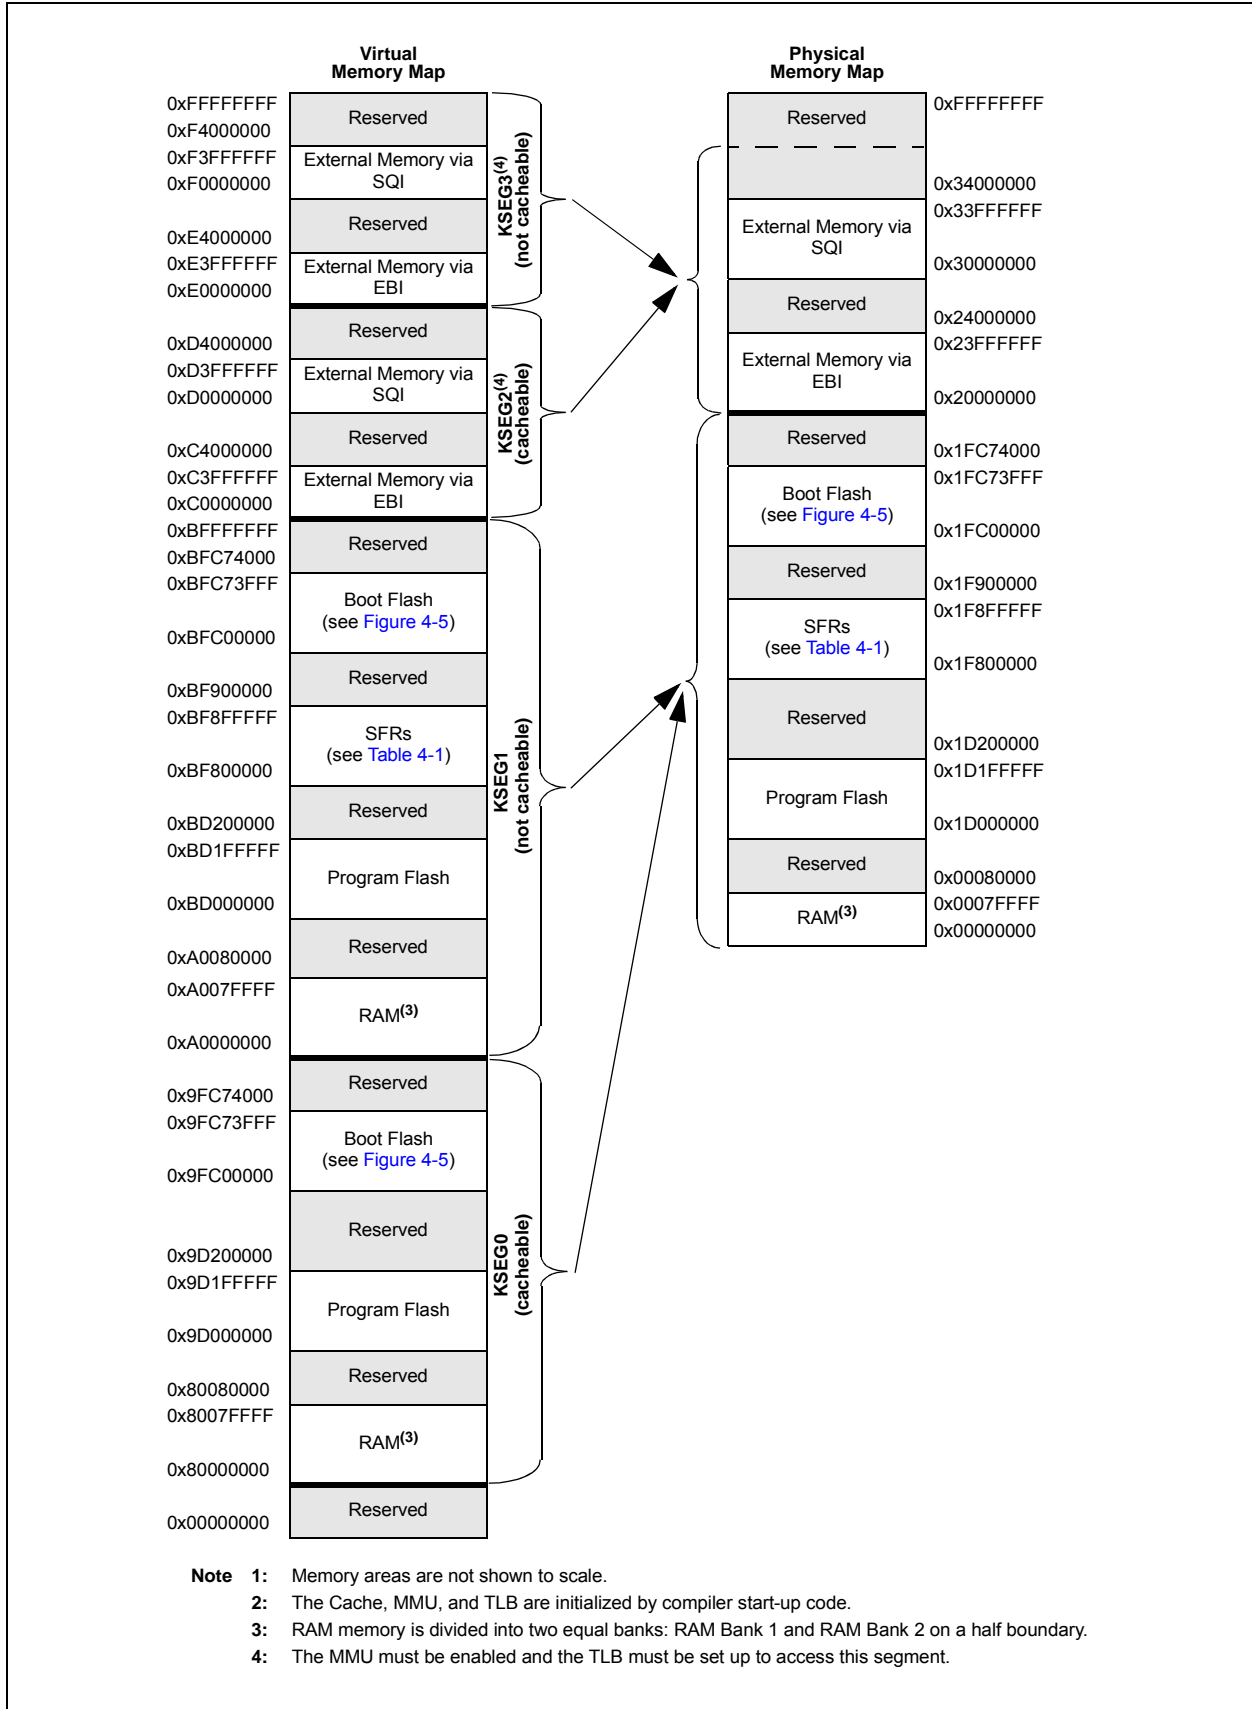 Virtual
Memory Map
0xFFFFFFFF
Reserved
0xF4000000
0xF3FFFFFF
External Memory via
SQI
0xF0000000
Reserved
0xE4000000
0xE3FFFFFF
External Memory via
EBI
0xE0000000
KSEG3(4)
(not cacheable)
Reserved
0xD4000000
0xD3FFFFFF
External Memory via
SQI
0xD0000000
Reserved
0xC4000000
0xC3FFFFFF
External Memory via
EBI
0xC0000000
KSEG2(4)
(cacheable)
0xBFFFFFFF
Reserved
0xBFC74000
0xBFC73FFF
Boot Flash
(see Figure 4-5)
0xBFC00000
Reserved
0xBF900000
0xBF8FFFFF
SFRs
(see Table 4-1)
0xBF800000
Reserved
0xBD200000
0xBD1FFFFF
Program Flash
0xBD000000
Reserved
0xA0080000
0xA007FFFF
RAM(3)
0xA0000000
KSEG1
(not cacheable)
Reserved
0x9FC74000
0x9FC73FFF
Boot Flash
(see Figure 4-5)
0x9FC00000
Reserved
0x9D200000
0x9D1FFFFF
Program Flash
0x9D000000
Reserved
0x80080000
0x8007FFFF
RAM(3)
0x80000000
KSEG0
(cacheable)
Reserved
0x00000000
Physical
Memory Map
0xFFFFFFFF
Reserved
0x34000000
0x33FFFFFF
External Memory via
SQI
0x30000000
Reserved
0x24000000
0x23FFFFFF
External Memory via
EBI
0x20000000
Reserved
0x1FC74000
0x1FC73FFF
Boot Flash
(see Figure 4-5)
0x1FC00000
Reserved
0x1F900000
0x1F8FFFFF
SFRs
(see Table 4-1)
0x1F800000
Reserved
0x1D200000
0x1D1FFFFF
Program Flash
0x1D000000
Reserved
0x00080000
0x0007FFFF
RAM(3)
0x00000000
Note 1: Memory areas are not shown to scale.
2: The Cache, MMU, and TLB are initialized by compiler start-up code.
3: RAM memory is divided into two equal banks: RAM Bank 1 and RAM Bank 2 on a half boundary.
4: The MMU must be enabled and the TLB must be set up to access this segment.